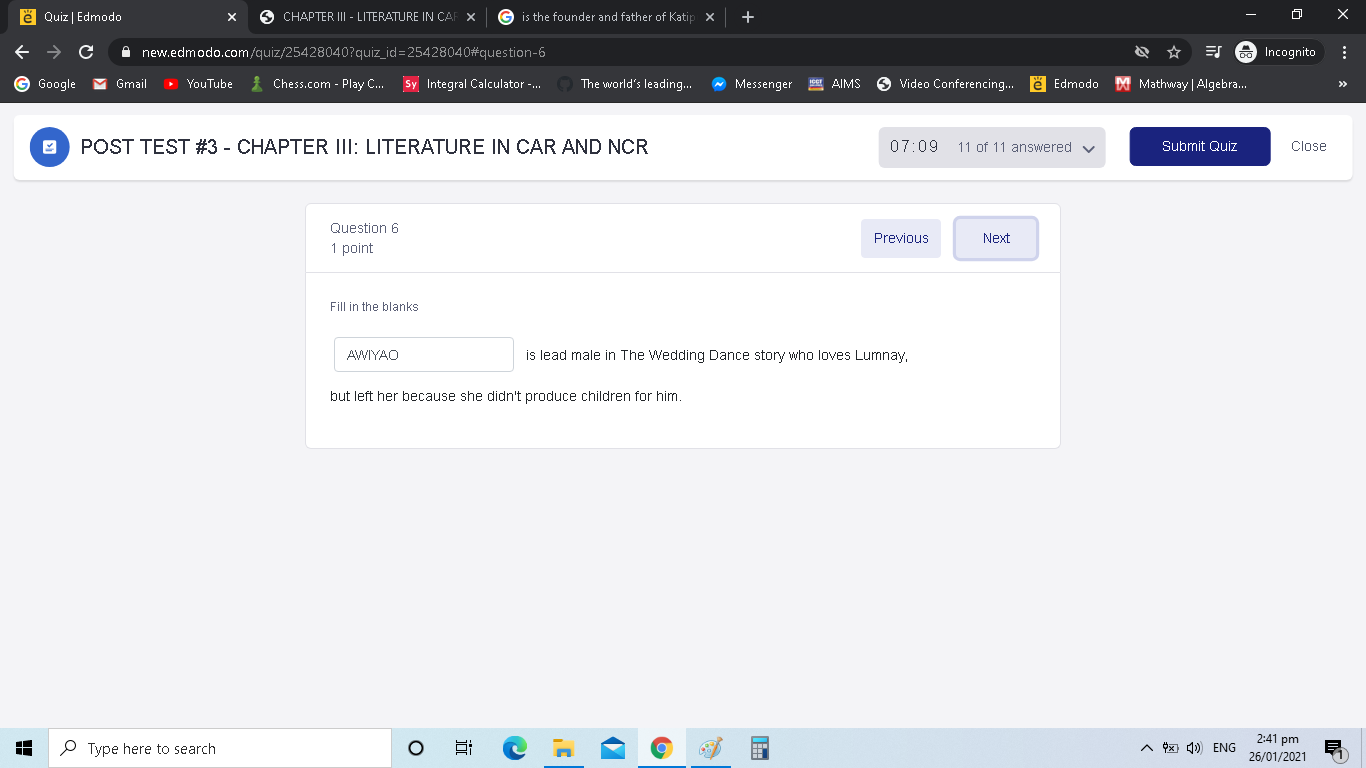 Quiz | Edmodo
CHAPTER III - LITERATURE IN CAR
is the founder and father of Katip
new.edmodo.com/quiz/25428040?quiz_id=25428040#question-6
Incognito
Google
Gmail
YouTube
Chess.com - Play C...
Sy
Integral Calculator -...
The world's leading...
Messenger
AIMS
Video Conferencing...
Edmodo
Mathway | Algebra...
»
POST TEST #3 - CHAPTER III: LITERATURE IN CAR AND NCR
07:09 11 of 11 answered
Submit Quiz
Close
Question 6
1 point
Previous
Next
Fill in the blanks
AWIYAO is lead male in The Wedding Dance story who loves Lumnay,
but left her because she didn't produce children for him.
Type here to search
ENG
2:41 pm
26/01/2021
1